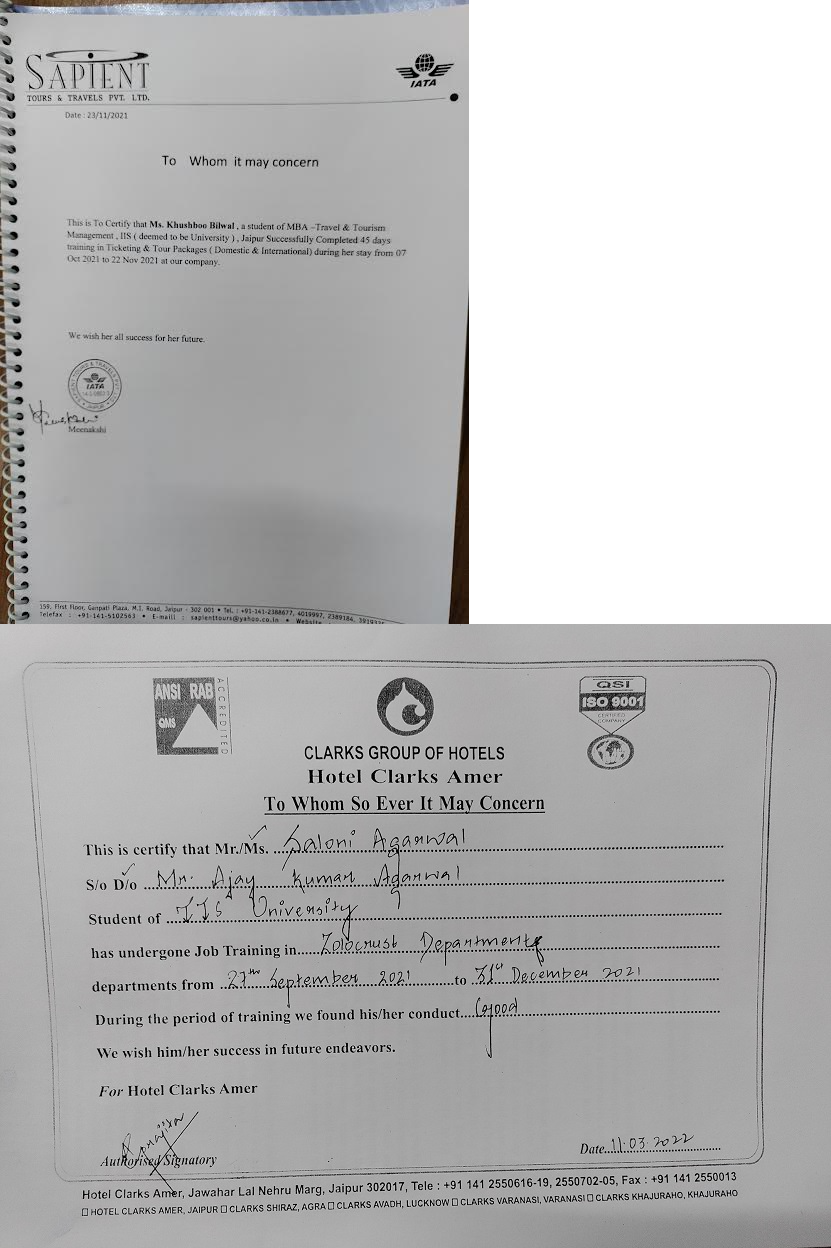 SAPIENT
TOURS & TRAVELS PVT. LTD.
IATA
Date : 23/11/2021
To Whom it may concern
This is To Certify that Ms. Khushboo Bilwal , a student of MBA –Travel & Tourism
Management , IIS ( deemed to be University ) , Jaipur Successfully Completed 45 days
training in Ticketing & Tour Packages ( Domestic & International) during her stay from 07
Oct 2021 to 22 Nov 2021 at our company.
We wish her all success for her future.
IATA
JAIPUR
Meenakshi
159, First Floor, Ganpati Plaza, M.I. Road, Jaipur - 302 001 • Tel. : +91-141-2388677, 4019997, 2389184,
Telefax : +91-141-5102563 • E-maill : sapienttours@yahoo.co.in • Website
ANSI RAB
ACCREDITED
QMS
QSI
ISO 9001
CERTIFIED
COMPANY
CLARKS GROUP OF HOTELS
Hotel Clarks Amer
To Whom So Ever It May Concern
This is certify that Mr./Ms. Saloni Agarwal
S/o D/o Mr. Ajay Kumar Agarwal
Student of IIS University
has undergone Job Training in Zolocrust Department
departments from 27th September 2021 to 31st December 2021
During the period of training we found his/her conduct Good
We wish him/her success in future endeavors.
For Hotel Clarks Amer
Authorised Signatory
Date 11.03.2022
Hotel Clarks Amer, Jawahar Lal Nehru Marg, Jaipur 302017, Tele : +91 141 2550616-19, 2550702-05, Fax : +91 141 2550013
☐ HOTEL CLARKS AMER, JAIPUR ☐ CLARKS SHIRAZ, AGRA ☐ CLARKS AVADH, LUCKNOW ☐ CLARKS VARANASI, VARANASI ☐ CLARKS KHAJURAHO, KHAJURAHO